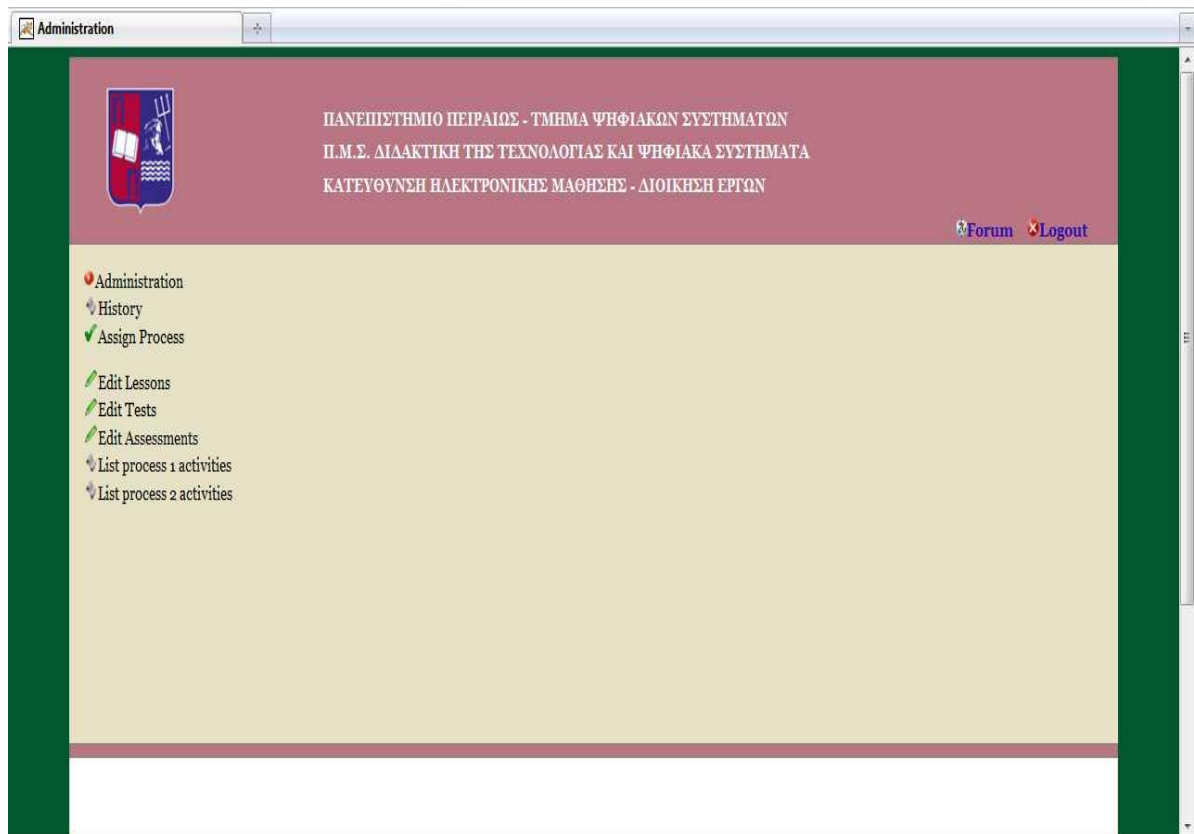 Administration
ΠΑΝΕΠΙΣΤΗΜΙΟ ΠΕΙΡΑΙΩΣ - ΤΜΗΜΑ ΨΗΦΙΑΚΩΝ ΣΥΣΤΗΜΑΤΩΝ
Π.Μ.Σ. ΔΙΔΑΚΤΙΚΗ ΤΗΣ ΤΕΧΝΟΛΟΓΙΑΣ ΚΑΙ ΨΗΦΙΑΚΑ ΣΥΣΤΗΜΑΤΑ
ΚΑΤΕΥΘΥΝΣΗ ΗΛΕΚΤΡΟΝΙΚΗΣ ΜΑΘΗΣΗΣ - ΔΙΟΙΚΗΣΗ ΕΡΓΩΝ
Forum Logout
Administration
History
Assign Process
Edit Lessons
Edit Tests
Edit Assessments
List process 1 activities
List process 2 activities